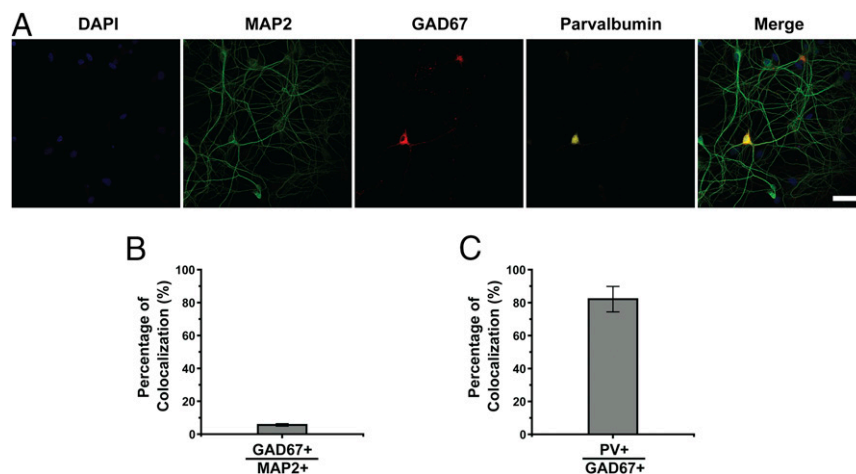 A
DAPI MAP2 GAD67 Parvalbumin Merge
B
C
Percentage of
Colocalization (%)
100
80
60
40
20
0
GAD67+
MAP2+
Percentage of
Colocalization (%)
100
80
60
40
20
0
PV+
GAD67+